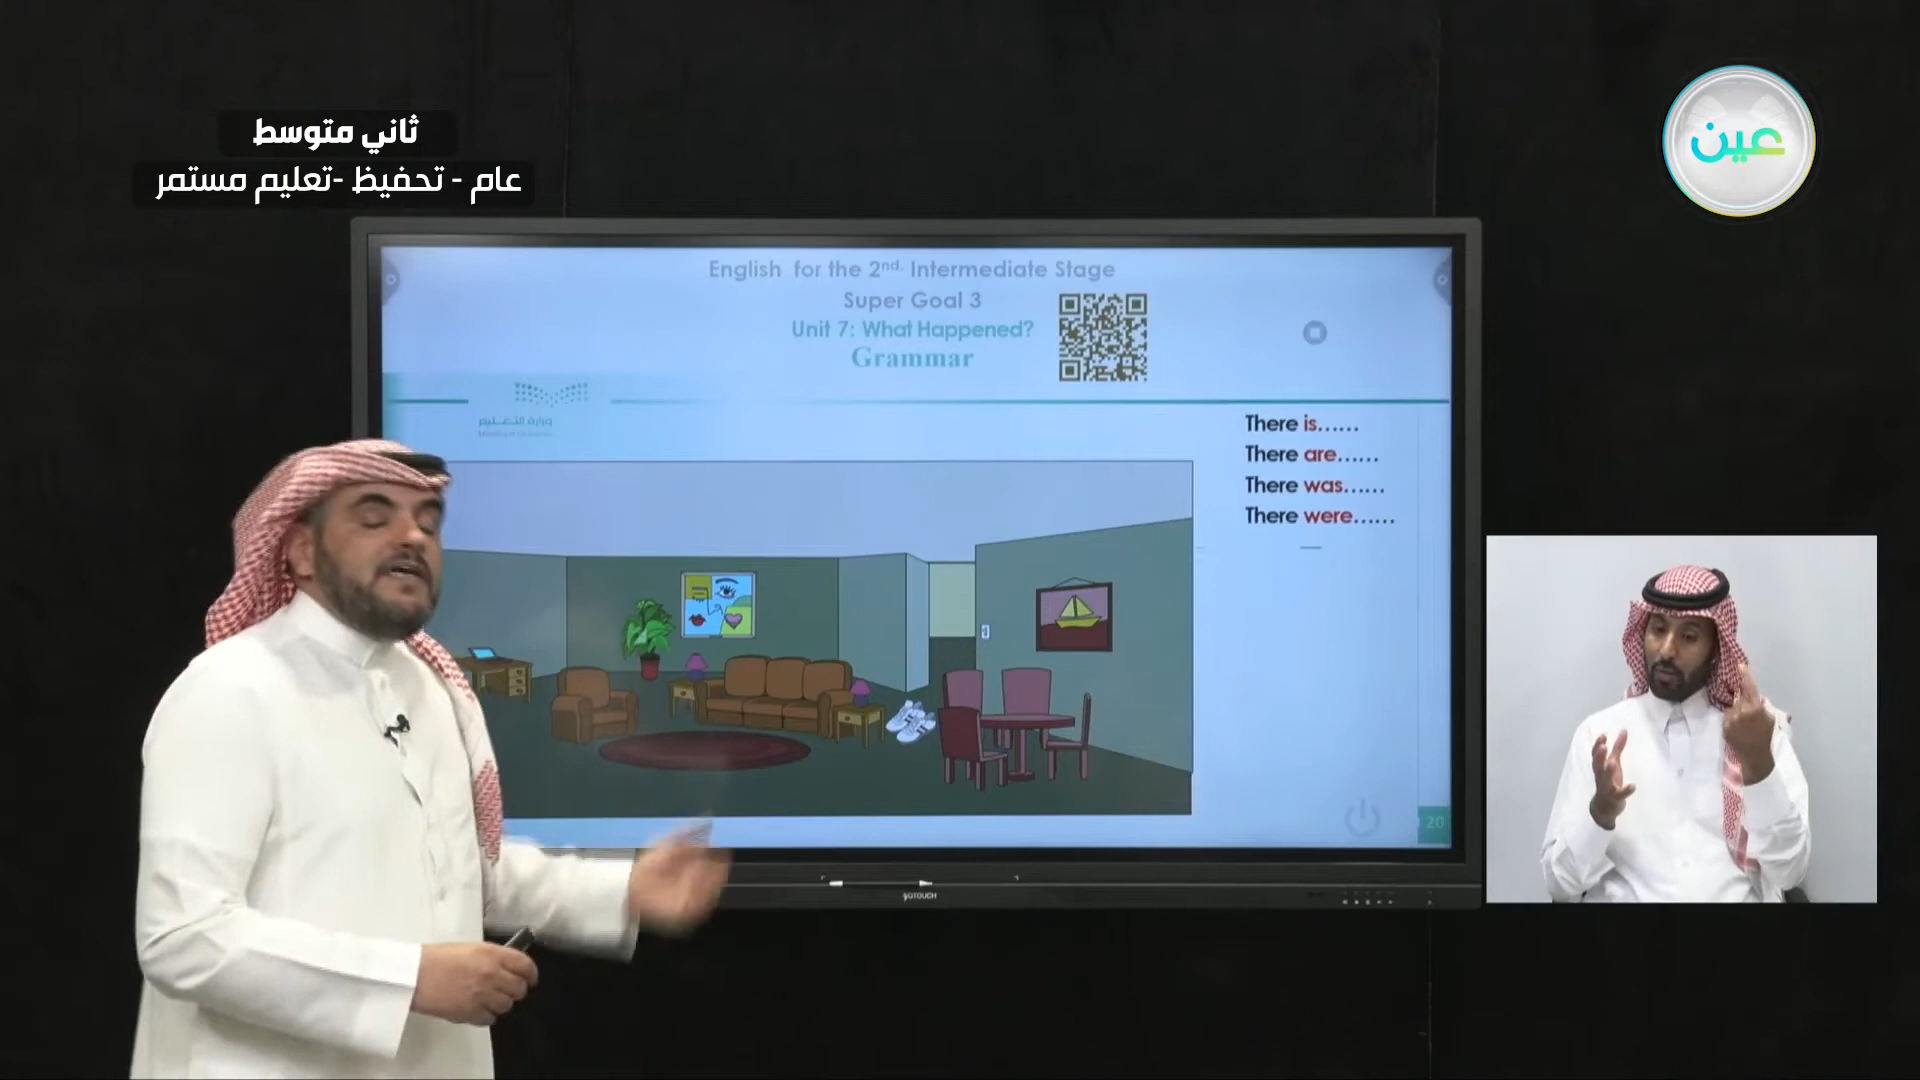 ثاني متوسط
عام - تحفيظ -تعليم مستمر
عين
English for the 2nd. Intermediate Stage
Super Goal 3
Unit 7: What Happened?
Grammar
وزارة التعليم
There is......
There are......
There was......
There were......
20